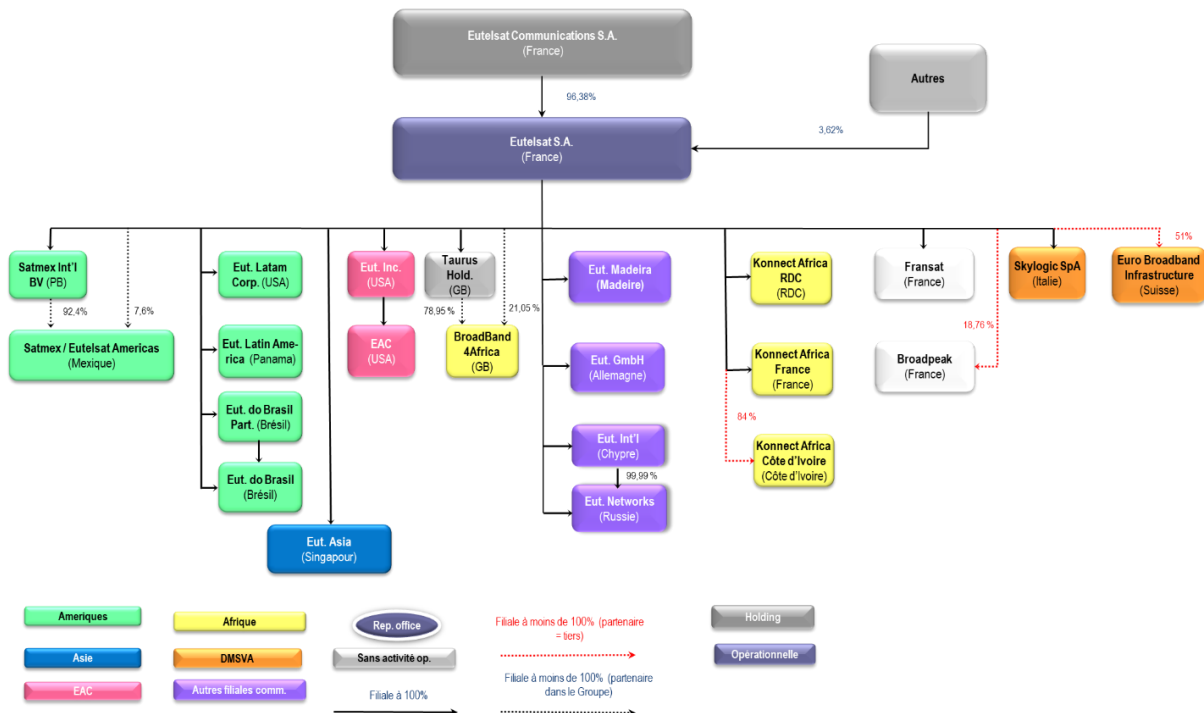 Eutelsat Communications S.A.
(France)
Autres
96,38%
3,62%
Eutelsat S.A.
(France)
51%
Satmex Int'l
BV (PB)
Eut. Latam
Corp. (USA)
Eut. Inc.
(USA)
Taurus
Hold.
(GB)
Eut. Madeira
(Madeire)
Konnect Africa
RDC
(RDC)
Fransat
(France)
Skylogic SpA
(Italie)
Euro Broadband
Infrastructure
(Suisse)
92,4%
7,6%
78,95 %
21,05 %
18,76 %
Satmex / Eutelsat Americas
(Mexique)
Eut. Latin Ame-
rica (Panama)
EAC
(USA)
BroadBand
4Africa
(GB)
Eut. GmbH
(Allemagne)
Konnect Africa
France
(France)
Broadpeak
(France)
84 %
Eut. do Brasil
Part. (Brésil)
Eut. Int'l
(Chypre)
Konnect Africa
Côte d'Ivoire
(Côte d'Ivoire)
99,99 %
Eut. do Brasil
(Brésil)
Eut. Networks
(Russie)
Eut. Asia
(Singapour)
Ameriques
Afrique
Rep. office
Filiale à moins de 100% (partenaire
= tiers)
Holding
Asie
DMSVA
Sans activité op.
Opérationnelle
EAC
Autres filiales comm.
Filiale à 100%
Filiale à moins de 100% (partenaire
dans le Groupe)